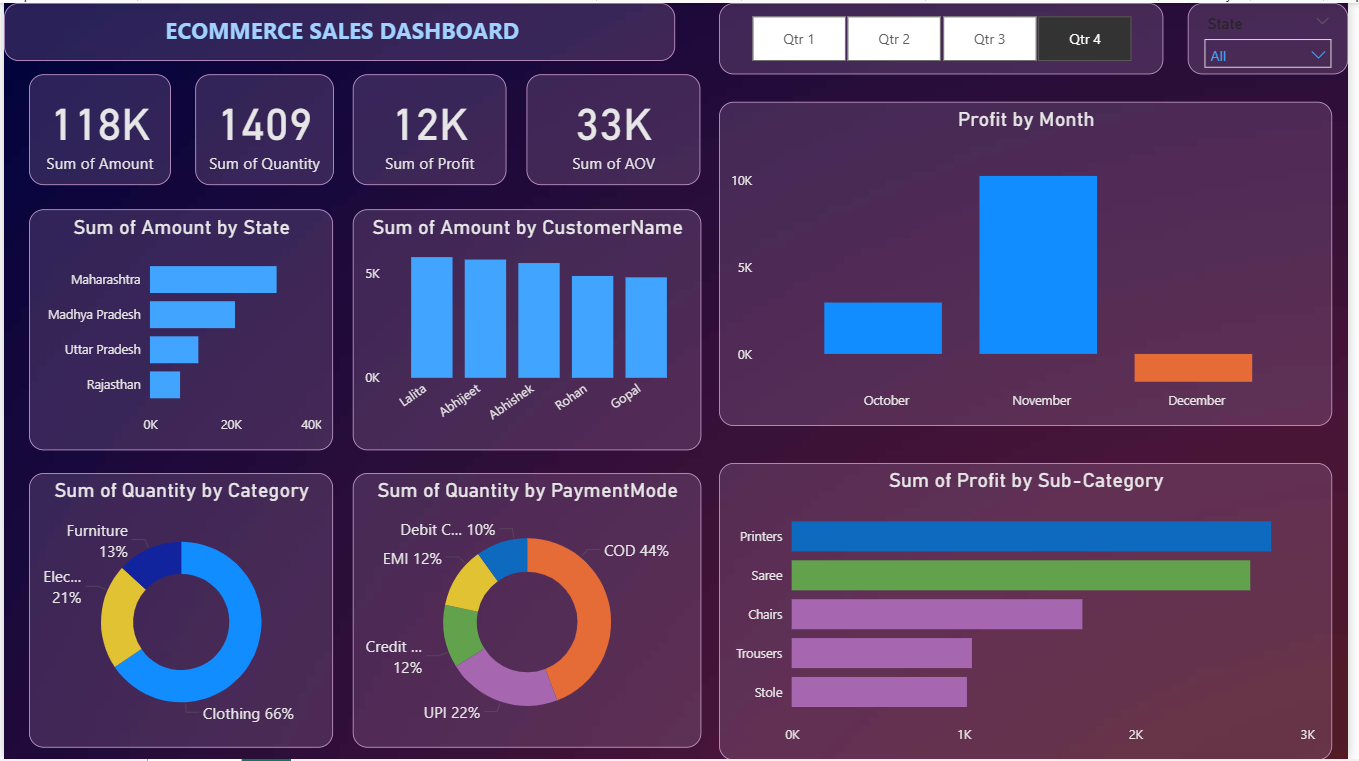 ECOMMERCE SALES DASHBOARD
Qtr 1
Qtr 2
Qtr 3
Qtr 4
State
All
118K
Sum of Amount
1409
Sum of Quantity
12K
Sum of Profit
33K
Sum of AOV
Profit by Month
10K
5K
0K
October
November
December
Sum of Amount by State
Maharashtra
Madhya Pradesh
Uttar Pradesh
Rajasthan
0K
20K
40K
Sum of Amount by CustomerName
5K
0K
Lalita
Abhijeet
Abhishek
Rohan
Gopal
Sum of Quantity by Category
Furniture
13%
Elec...
21%
Clothing 66%
Sum of Quantity by PaymentMode
Debit C... 10%
EMI 12%
COD 44%
Credit ...
12%
UPI 22%
Sum of Profit by Sub-Category
Printers
Saree
Chairs
Trousers
Stole
0K
1K
2K
3K